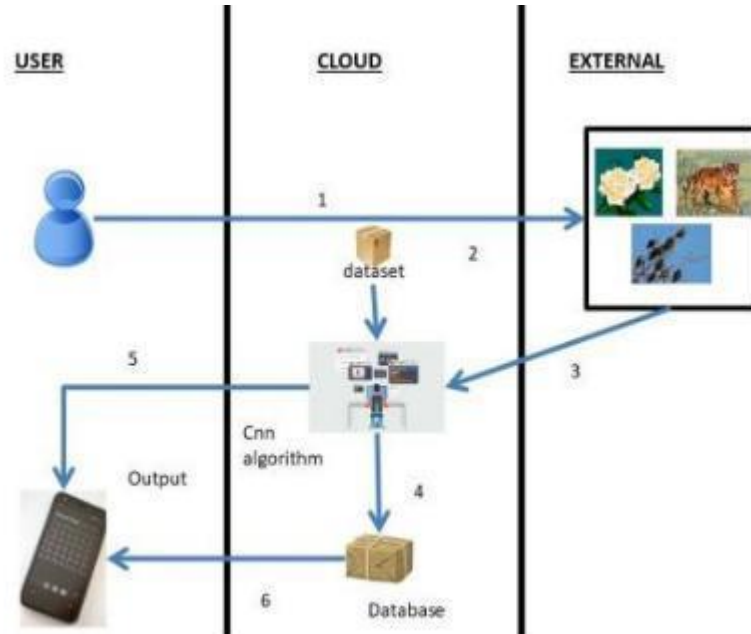 USER
CLOUD
EXTERNAL
1
2
dataset
3
5
Cnn
algorithm
4
Output
6
Database